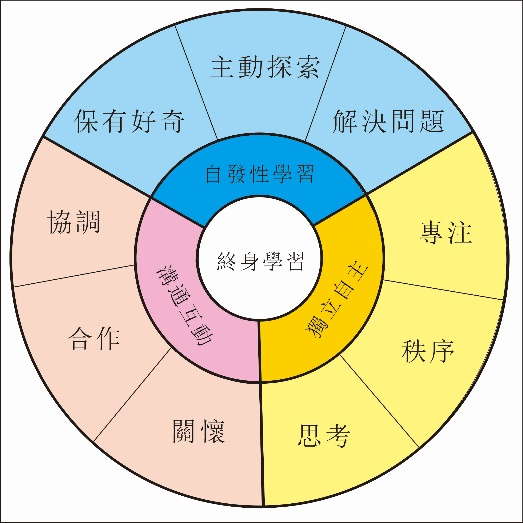 主動探索
保有好奇
解決問題
自發性學習
協調
專注
終身學習
溝通互動
獨立自主
合作
秩序
關懷
思考